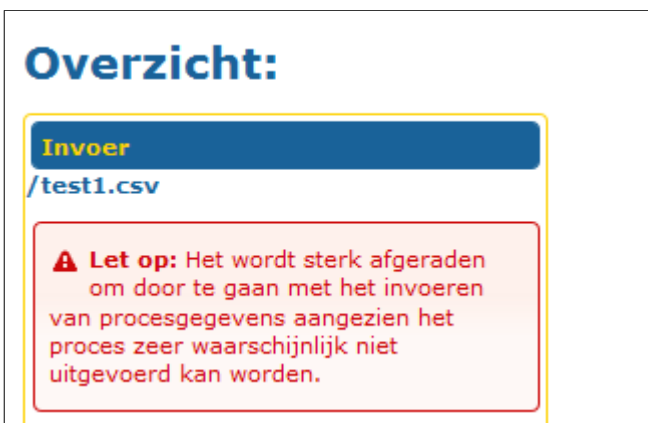 Overzicht:
Invoer
/test1.csv
Let op: Het wordt sterk afgeraden
om door te gaan met het invoeren
van procesgegevens aangezien het
proces zeer waarschijnlijk niet
uitgevoerd kan worden.